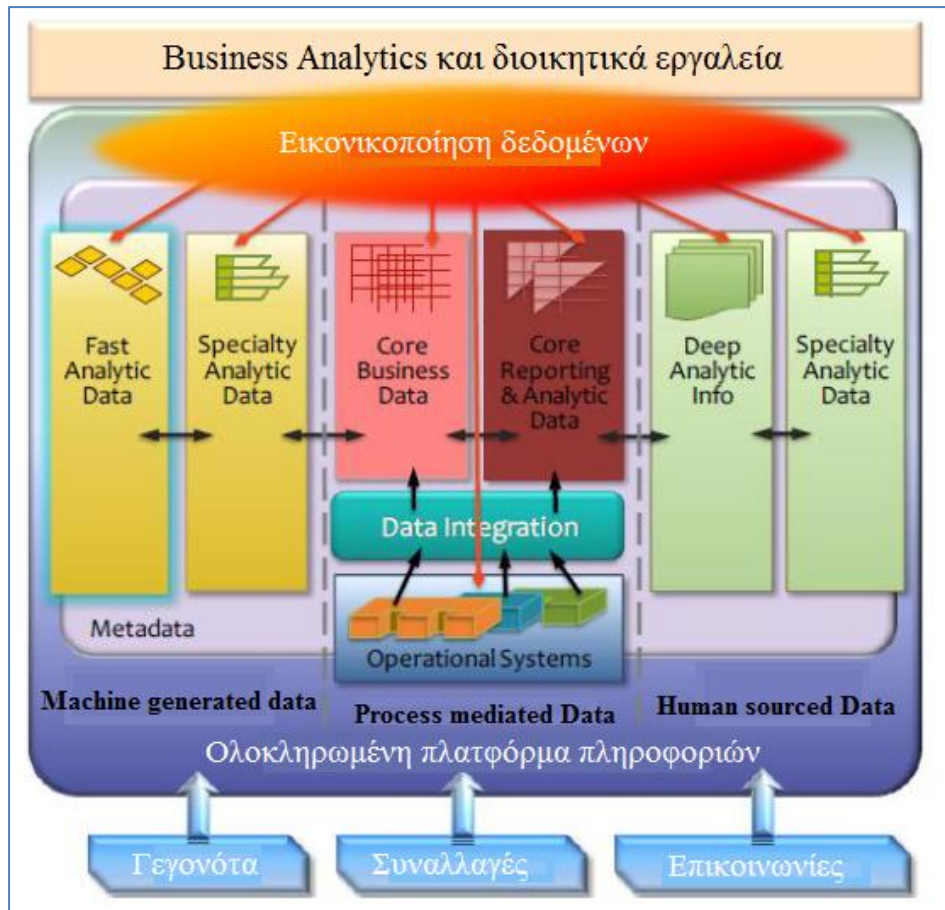 Business Analytics και διοικητικά εργαλεία
Εικονικοποίηση δεδομένων
Fast
Analytic
Data
Specialty
Analytic
Data
Core
Business
Data
Core
Reporting
& Analytic
Data
Deep
Analytic
Info
Specialty
Analytic
Data
Data Integration
Operational Systems
Metadata
Machine generated data
Process mediated Data
Human sourced Data
Ολοκληρωμένη πλατφόρμα πληροφοριών
Γεγονότα
Συναλλαγές
Επικοινωνίες